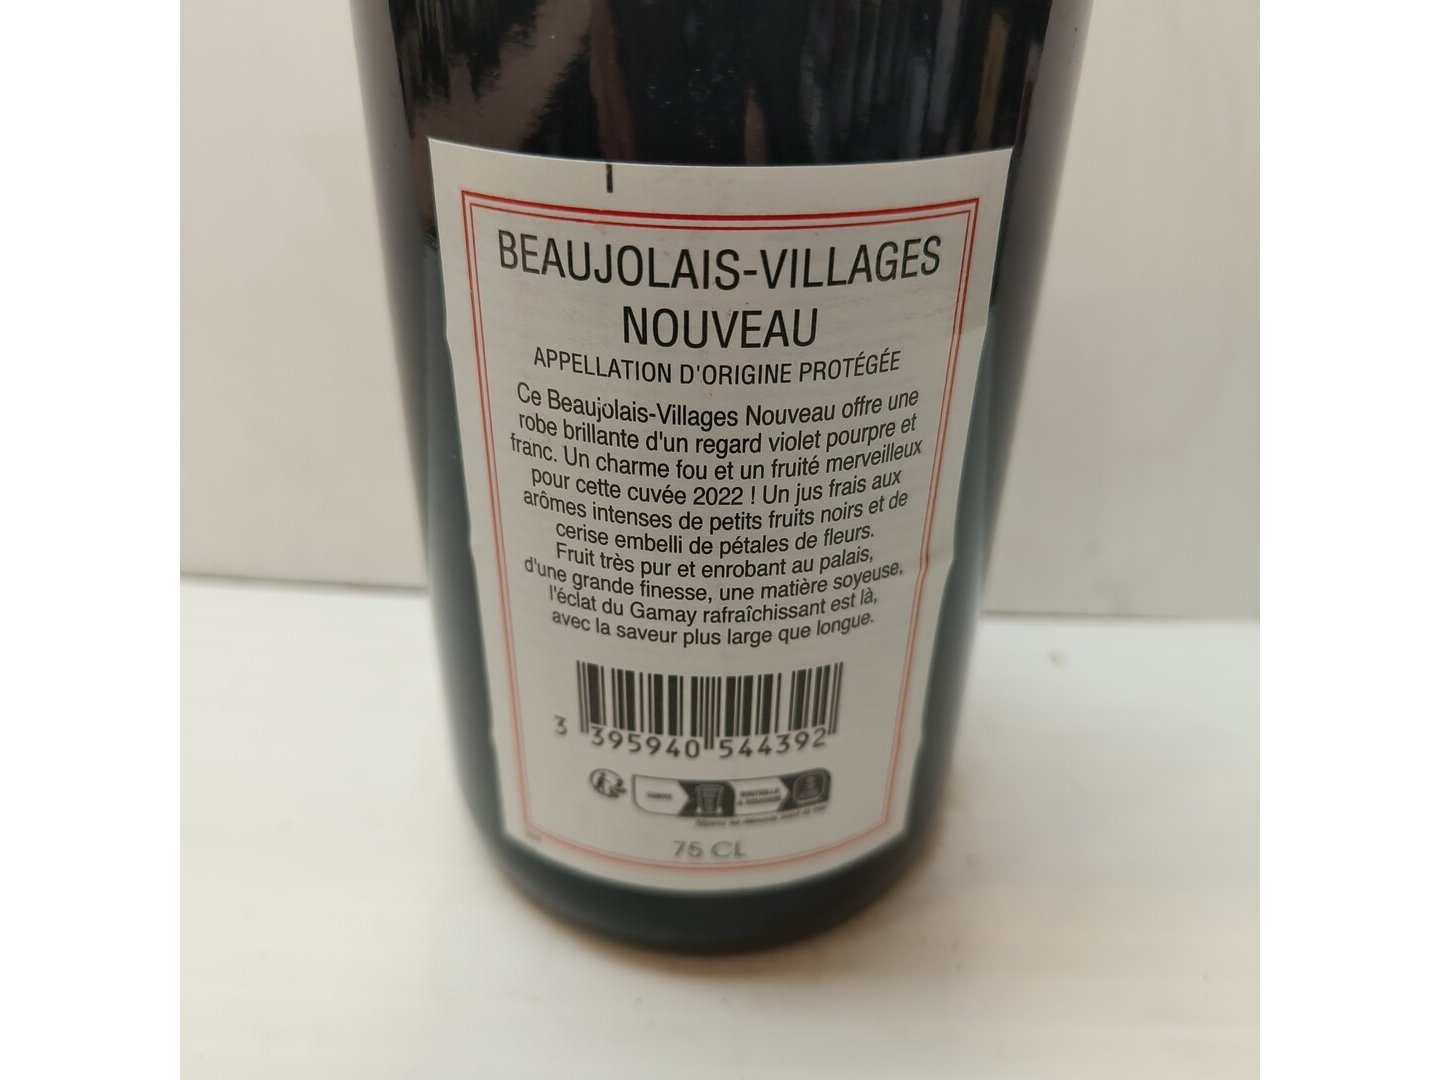 BEAUJOLAIS-VILLAGES
NOUVEAU
APPELLATION D'ORIGINE PROTÉGÉE
Ce Beaujolais-Villages Nouveau offre une
robe brillante d'un regard violet pourpre et
franc. Un charme fou et un fruité merveilleux
pour cette cuvée 2022 ! Un jus frais aux
arômes intenses de petits fruits noirs et de
cerise embelli de pétales de fleurs.
Fruit très pur et enrobant au palais,
d'une grande finesse, une matière soyeuse,
l'éclat du Gamay rafraîchissant est là,
avec la saveur plus large que longue.
3 395940 544392
75 CL